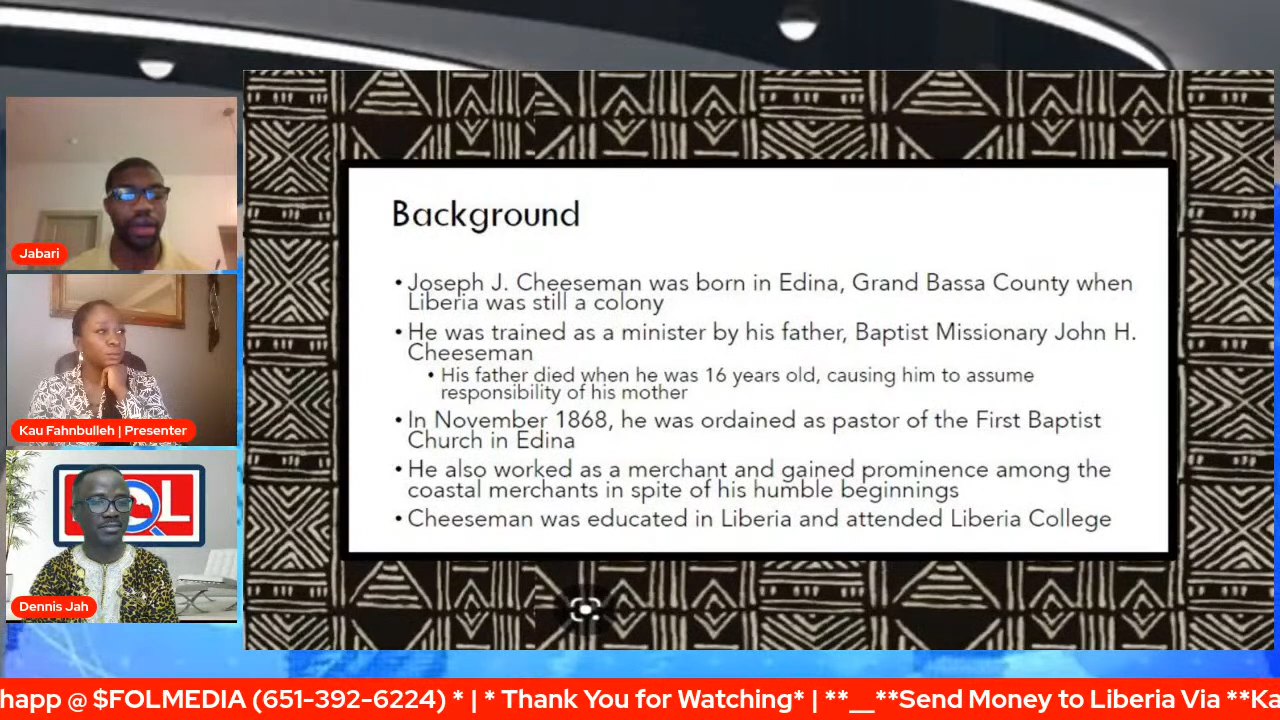 Jabari
Kau Fahnbulleh | Presenter
FOL
Dennis Jah
Background
• Joseph J. Cheeseman was born in Edina, Grand Bassa County when
Liberia was still a colony
• He was trained as a minister by his father, Baptist Missionary John H.
Cheeseman
• His father died when he was 16 years old, causing him to assume
responsibility of his mother
• In November 1868, he was ordained as pastor of the First Baptist
Church in Edina
• He also worked as a merchant and gained prominence among the
coastal merchants in spite of his humble beginnings
• Cheeseman was educated in Liberia and attended Liberia College
happ @ $FOLMEDIA (651-392-6224) * | * Thank You for Watching* | **__**Send Money to Liberia Via **Ka